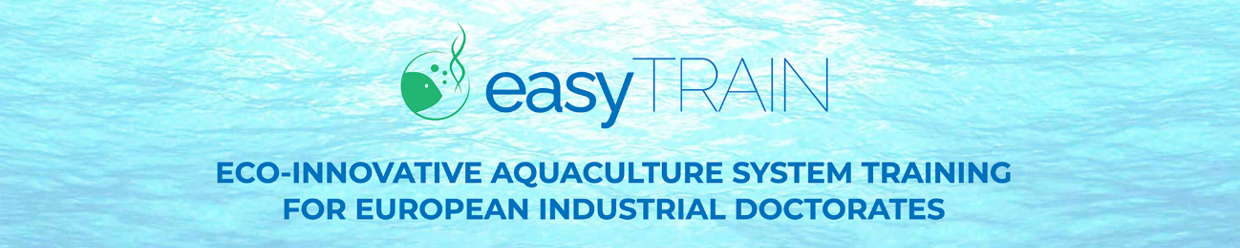 easyTRAIN
ECO-INNOVATIVE AQUACULTURE SYSTEM TRAINING
FOR EUROPEAN INDUSTRIAL DOCTORATES